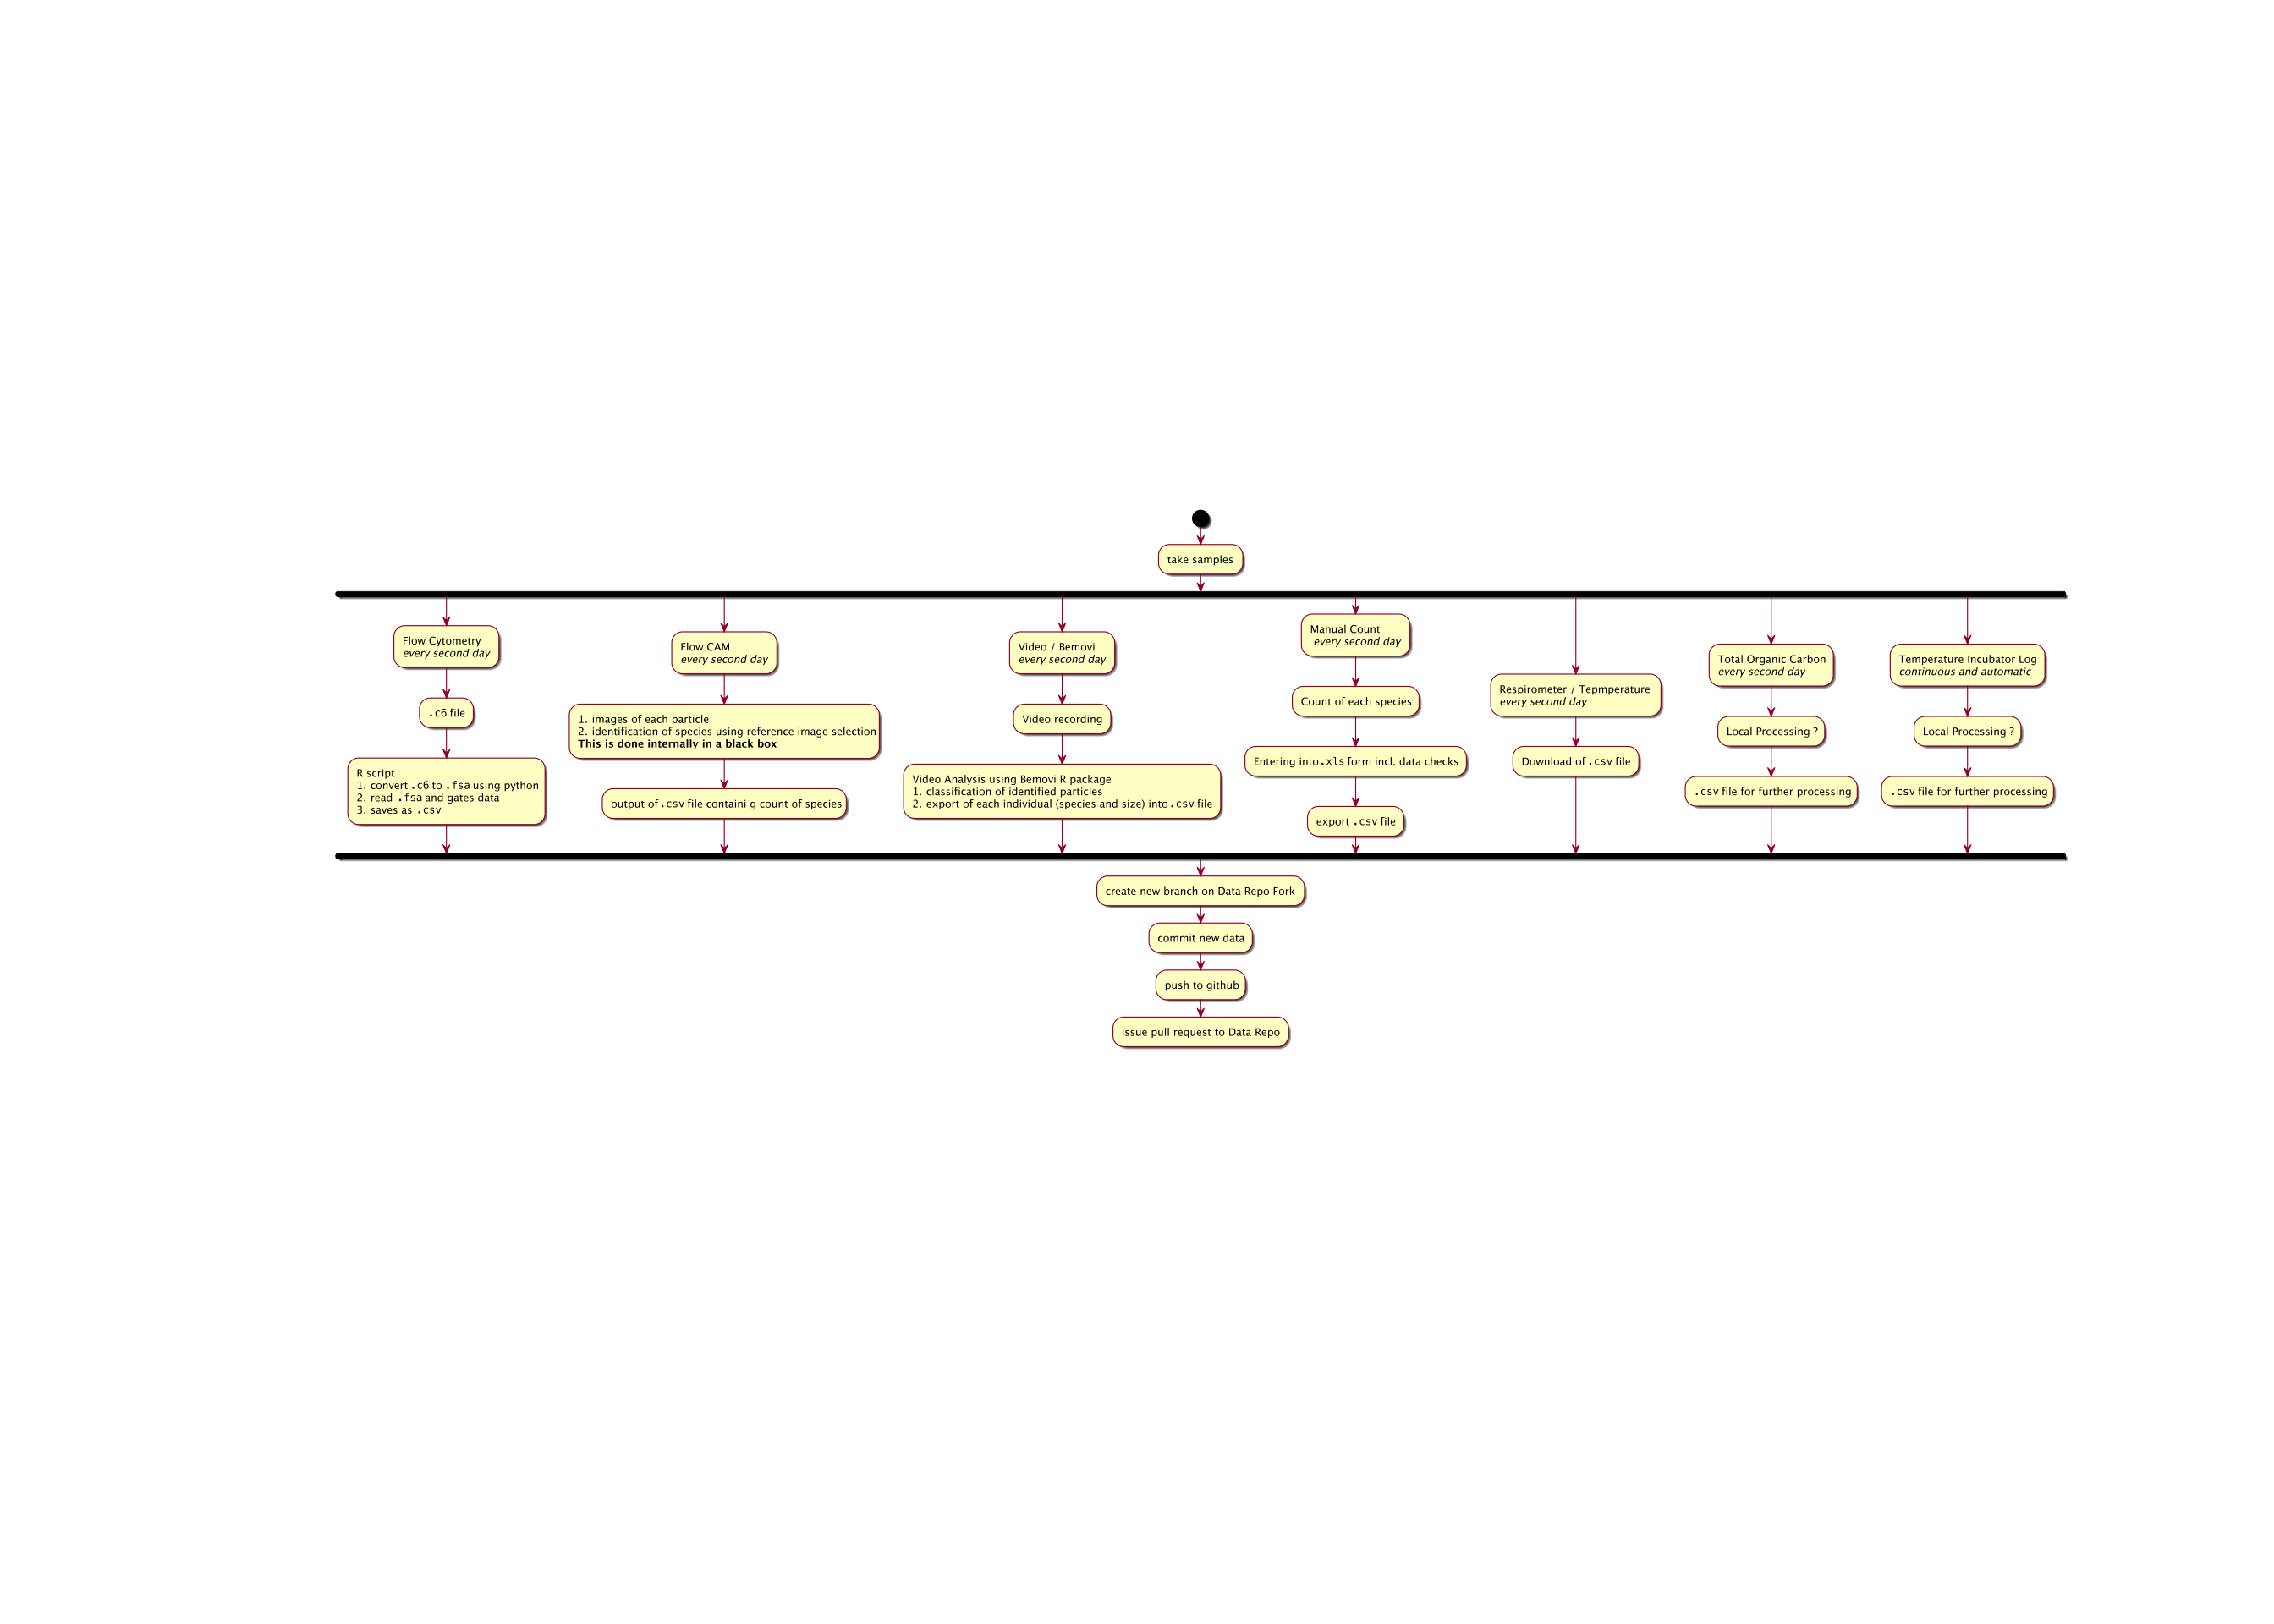 take samples
Flow Cytometry
every second day
.c6 file
R script
1. convert .c6 to .fsa using python
2. read .fsa and gates data
3. saves as .csv
Flow CAM
every second day
1. images of each particle
2. identification of species using reference image selection
This is done internally in a black box
output of .csv file containi g count of species
Video / Bemovi
every second day
Video recording
Video Analysis using Bemovi R package
1. classification of identified particles
2. export of each individual (species and size) into .csv file
Manual Count
every second day
Count of each species
Entering into .xls form incl. data checks
export .csv file
Respirometer / Tepmperature
every second day
Download of .csv file
Total Organic Carbon
every second day
Local Processing ?
.csv file for further processing
Temperature Incubator Log
continuous and automatic
Local Processing ?
.csv file for further processing
create new branch on Data Repo Fork
commit new data
push to github
issue pull request to Data Repo